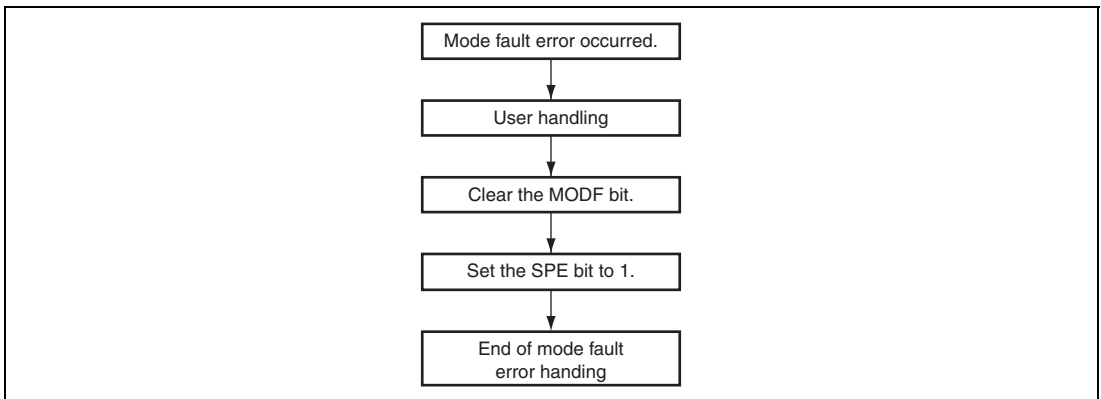 Mode fault error occurred.
User handling
Clear the MODF bit.
Set the SPE bit to 1.
End of mode fault
error handing